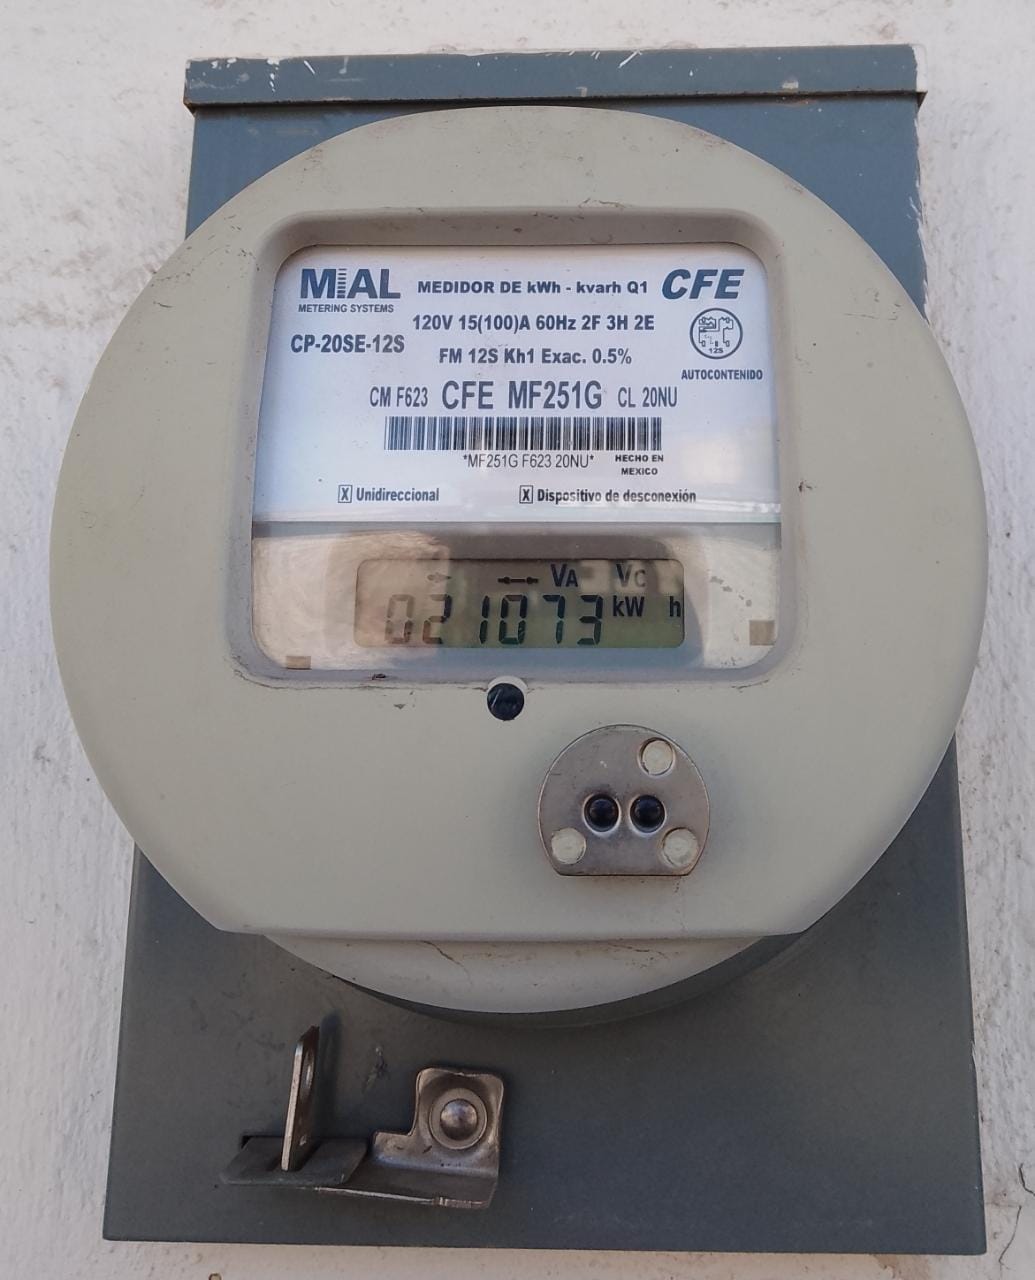 MIAL
METERING SYSTEMS
MEDIDOR DE kWh - kvarh Q1
CFE
120V 15(100)A 60Hz 2F 3H 2E
CP-20SE-12S
FM 12S Kh1 Exac. 0.5%
12S
AUTOCONTENIDO
CM F623 CFE MF251G CL 20NU
*MF251G F623 20NU*
HECHO EN
MEXICO
X Unidireccional
X Dispositivo de desconexión
VA VC
021073 kW h